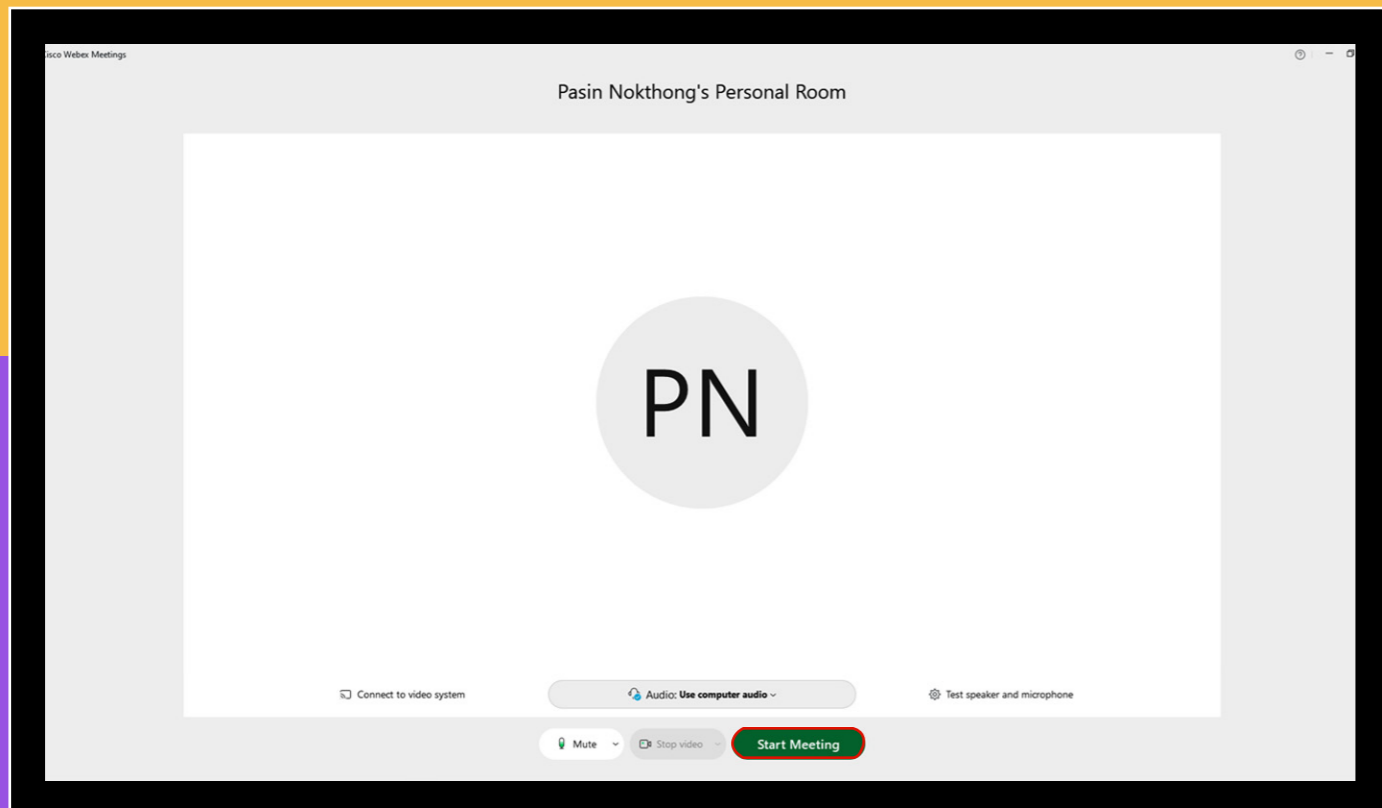 isco Webex Meetings
Pasin Nokthong's Personal Room
PN
Connect to video system
Audio: Use computer audio
Test speaker and microphone
Mute
Stop video
Start Meeting